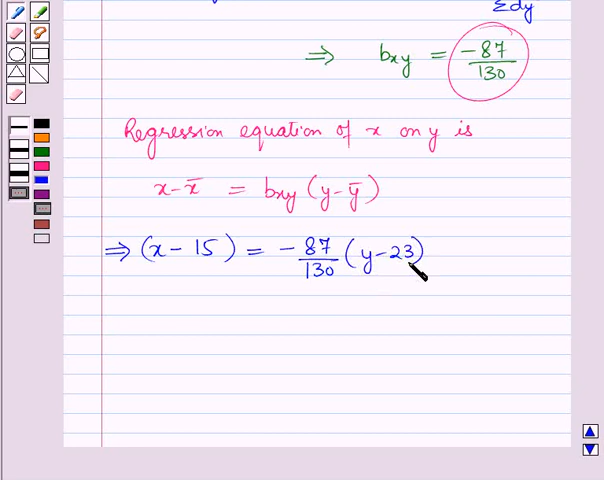 Σdy
⇒ bxy = -87/130
Regression equation of x on y is
x - x̄ = bxy (y - ȳ)
⇒ (x - 15) = -87/130 (y - 23)